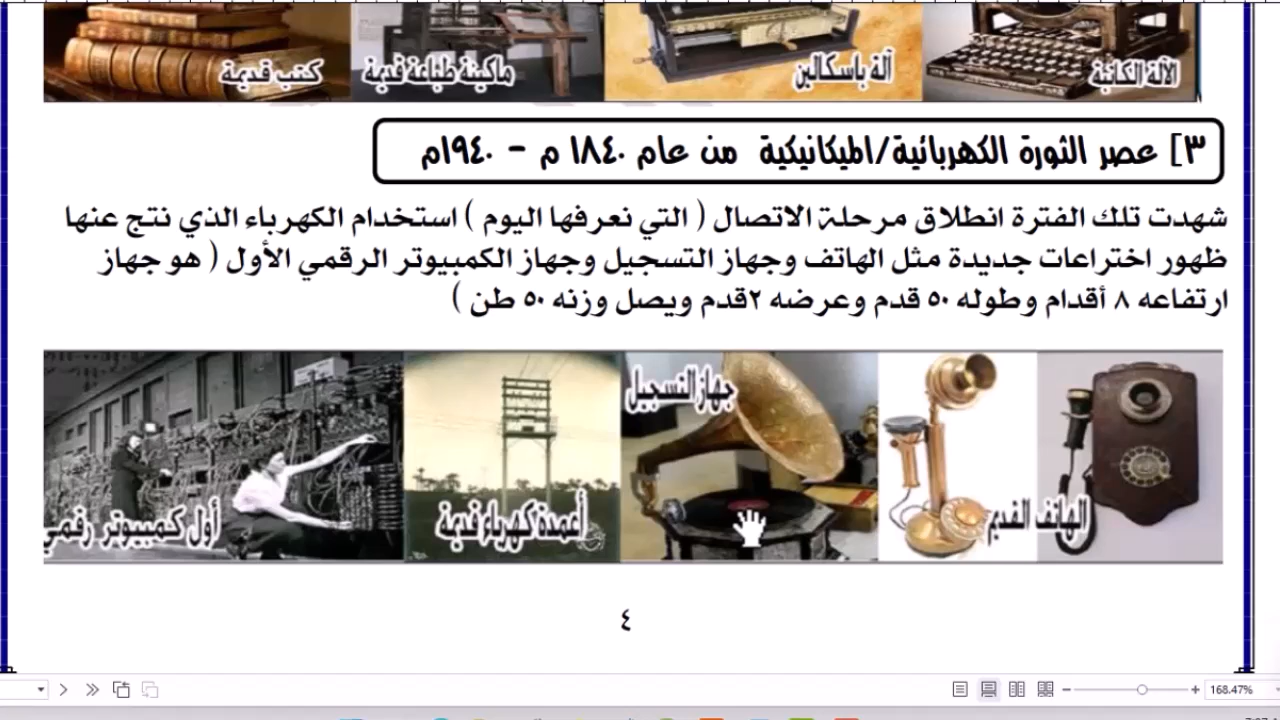 الآلة الكاتبة
آلة باسكالين
ماكينة طباعة قديمة
كتب قديمة
٣] عصر الثورة الكهربائية/الميكانيكية من عام ١٨٤٠ م – ١٩٤٠م
شهدت تلك الفترة انطلاق مرحلة الاتصال ( التي نعرفها اليوم ) استخدام الكهرباء الذي نتج عنها
ظهور اختراعات جديدة مثل الهاتف وجهاز التسجيل وجهاز الكمبيوتر الرقمي الأول ( هو جهاز
ارتفاعه ٨ أقدام وطوله ٥٠ قدم وعرضه ٢قدم ويصل وزنه ٥٠ طن )
الهاتف القديم
جهاز التسجيل
أعمدة كهرباء قديمة
أول كمبيوتر رقمي
٤
168.47%